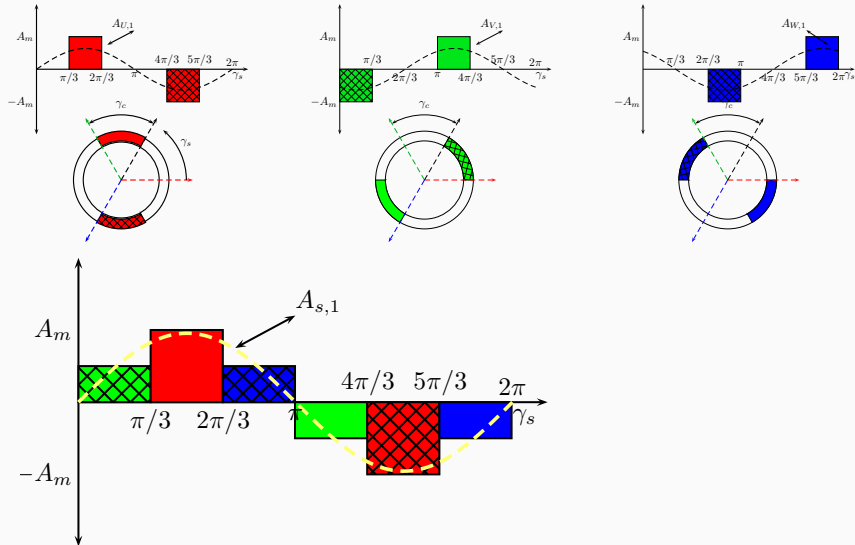 A_{U,1}
A_m
4π/3 5π/3 2π
π/3 2π/3 π γ_s
−A_m
γ_c
γ_s
A_{V,1}
A_m
π/3 5π/3 2π
2π/3 π 4π/3 γ_s
−A_m
γ_c
A_{W,1}
A_m
π/3 2π/3 π
4π/3 5π/3 2π γ_s
−A_m
γ_c
A_{s,1}
A_m
4π/3 5π/3 2π
π/3 2π/3 π γ_s
−A_m